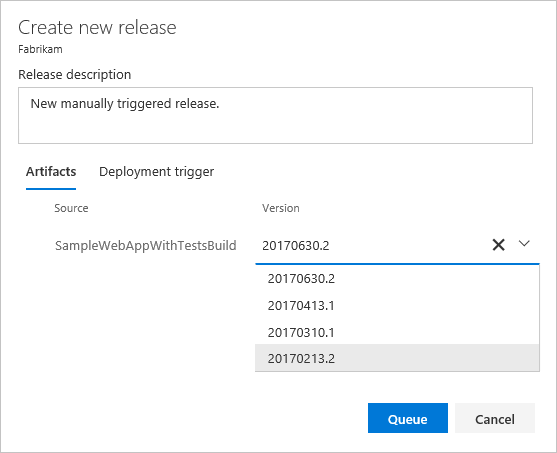 Create new release
Fabrikam
Release description
New manually triggered release.
Artifacts Deployment trigger
Source Version
SampleWebAppWithTestsBuild 20170630.2
20170630.2
20170413.1
20170310.1
20170213.2
Queue Cancel